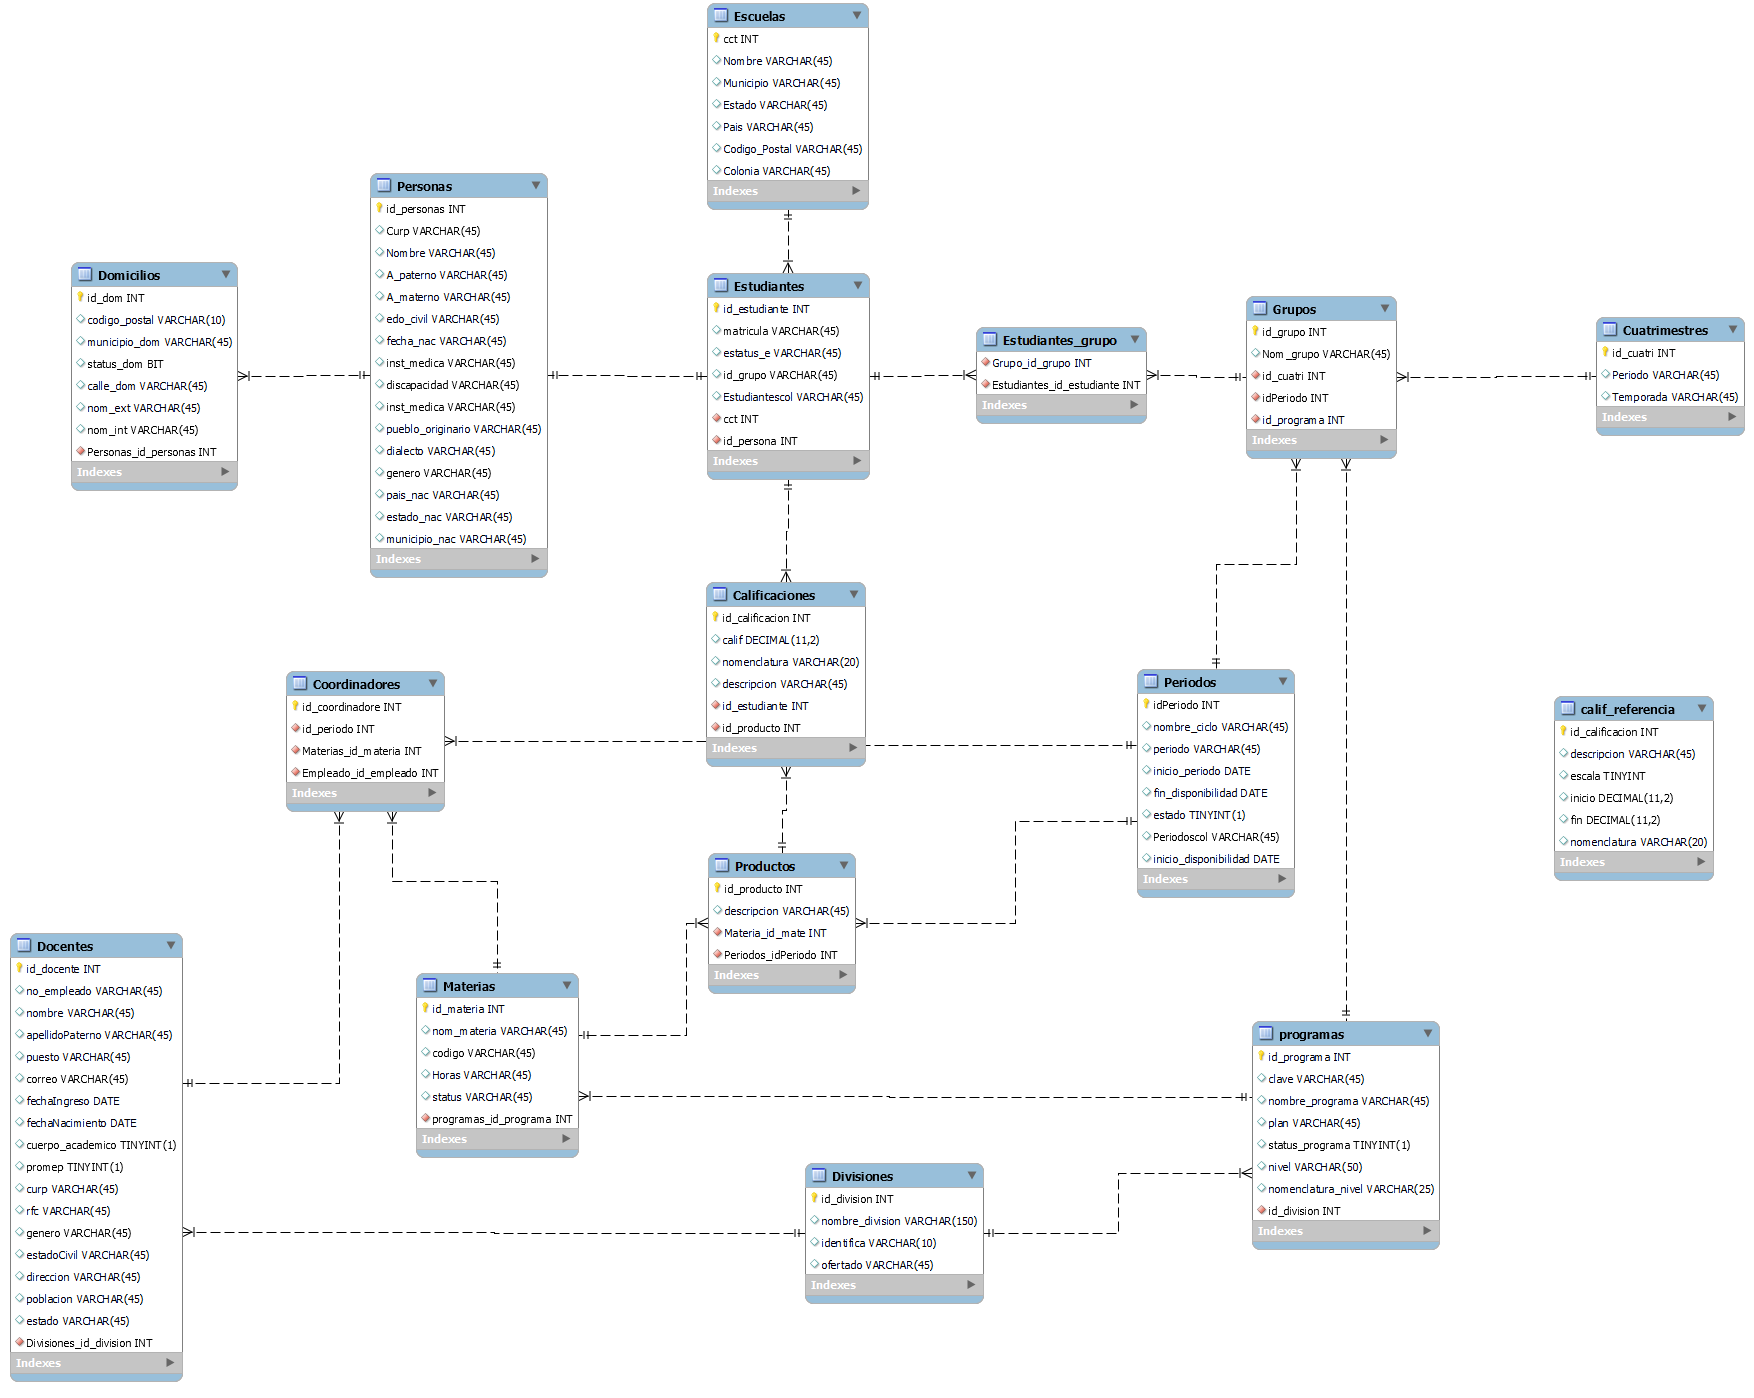 Escuelas
cct INT
Nombre VARCHAR(45)
Municipio VARCHAR(45)
Estado VARCHAR(45)
Pais VARCHAR(45)
Codigo_Postal VARCHAR(45)
Colonia VARCHAR(45)
Indexes
Personas
id_personas INT
Curp VARCHAR(45)
Nombre VARCHAR(45)
A_paterno VARCHAR(45)
A_materno VARCHAR(45)
edo_civil VARCHAR(45)
fecha_nac VARCHAR(45)
inst_medica VARCHAR(45)
discapacidad VARCHAR(45)
inst_medica VARCHAR(45)
pueblo_originario VARCHAR(45)
dialecto VARCHAR(45)
genero VARCHAR(45)
pais_nac VARCHAR(45)
estado_nac VARCHAR(45)
municipio_nac VARCHAR(45)
Indexes
Domicilios
id_dom INT
codigo_postal VARCHAR(10)
municipio_dom VARCHAR(45)
status_dom BIT
calle_dom VARCHAR(45)
nom_ext VARCHAR(45)
nom_int VARCHAR(45)
Personas_id_personas INT
Indexes
Estudiantes
id_estudiante INT
matricula VARCHAR(45)
estatus_e VARCHAR(45)
id_grupo VARCHAR(45)
Estudiantescol VARCHAR(45)
cct INT
id_persona INT
Indexes
Estudiantes_grupo
Grupo_id_grupo INT
Estudiantes_id_estudiante INT
Indexes
Grupos
id_grupo INT
Nom_grupo VARCHAR(45)
id_cuatri INT
idPeriodo INT
id_programa INT
Indexes
Cuatrimestres
id_cuatri INT
Periodo VARCHAR(45)
Temporada VARCHAR(45)
Indexes
Calificaciones
id_calificacion INT
calif DECIMAL(11,2)
nomenclatura VARCHAR(20)
descripcion VARCHAR(45)
id_estudiante INT
id_producto INT
Indexes
Coordinadores
id_coordinadore INT
id_periodo INT
Materias_id_materia INT
Empleado_id_empleado INT
Indexes
Periodos
idPeriodo INT
nombre_ciclo VARCHAR(45)
periodo VARCHAR(45)
inicio_periodo DATE
fin_disponibilidad DATE
estado TINYINT(1)
Periodoscol VARCHAR(45)
inicio_disponibilidad DATE
Indexes
calif_referencia
id_calificacion INT
descripcion VARCHAR(45)
escala TINYINT
inicio DECIMAL(11,2)
fin DECIMAL(11,2)
nomenclatura VARCHAR(20)
Indexes
Productos
id_producto INT
descripcion VARCHAR(45)
Materia_id_mate INT
Periodos_idPeriodo INT
Indexes
Docentes
id_docente INT
no_empleado VARCHAR(45)
nombre VARCHAR(45)
apellidoPaterno VARCHAR(45)
puesto VARCHAR(45)
correo VARCHAR(45)
fechaIngreso DATE
fechaNacimiento DATE
cuerpo_academico TINYINT(1)
promep TINYINT(1)
curp VARCHAR(45)
rfc VARCHAR(45)
genero VARCHAR(45)
estadoCivil VARCHAR(45)
direccion VARCHAR(45)
poblacion VARCHAR(45)
estado VARCHAR(45)
Divisiones_id_division INT
Indexes
Materias
id_materia INT
nom_materia VARCHAR(45)
codigo VARCHAR(45)
Horas VARCHAR(45)
status VARCHAR(45)
programas_id_programa INT
Indexes
programas
id_programa INT
clave VARCHAR(45)
nombre_programa VARCHAR(45)
plan VARCHAR(45)
status_programa TINYINT(1)
nivel VARCHAR(50)
nomenclatura_nivel VARCHAR(25)
id_division INT
Indexes
Divisiones
id_division INT
nombre_division VARCHAR(150)
identifica VARCHAR(10)
ofertado VARCHAR(45)
Indexes